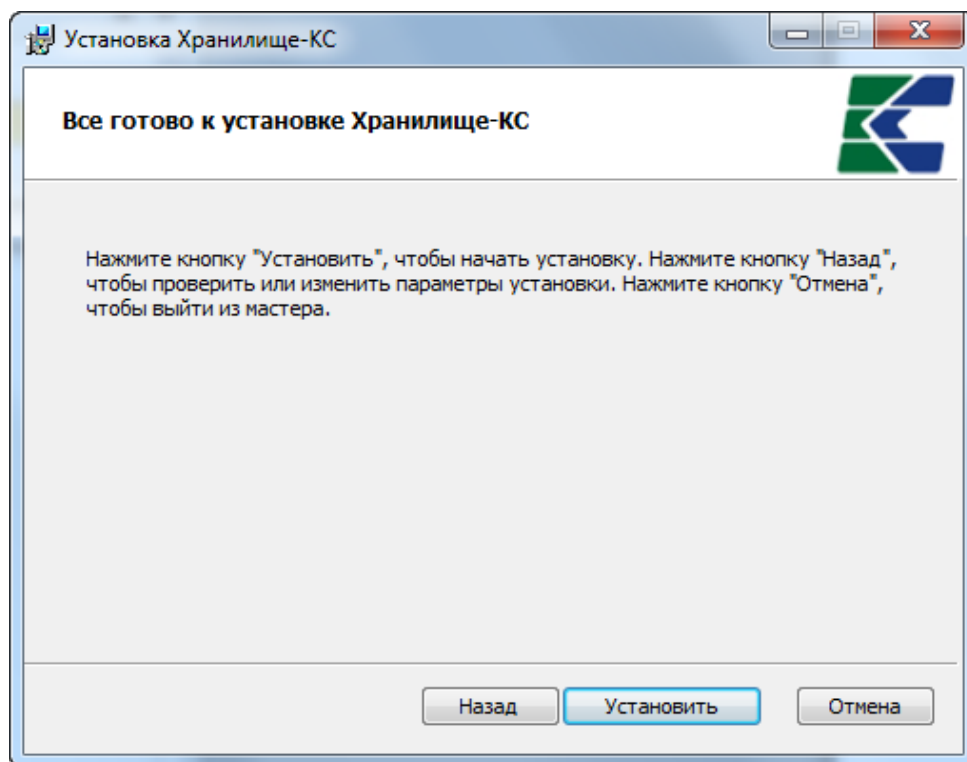 Установка Хранилище-КС
Все готово к установке Хранилище-КС
Нажмите кнопку "Установить", чтобы начать установку. Нажмите кнопку "Назад",
чтобы проверить или изменить параметры установки. Нажмите кнопку "Отмена",
чтобы выйти из мастера.
Назад
Установить
Отмена